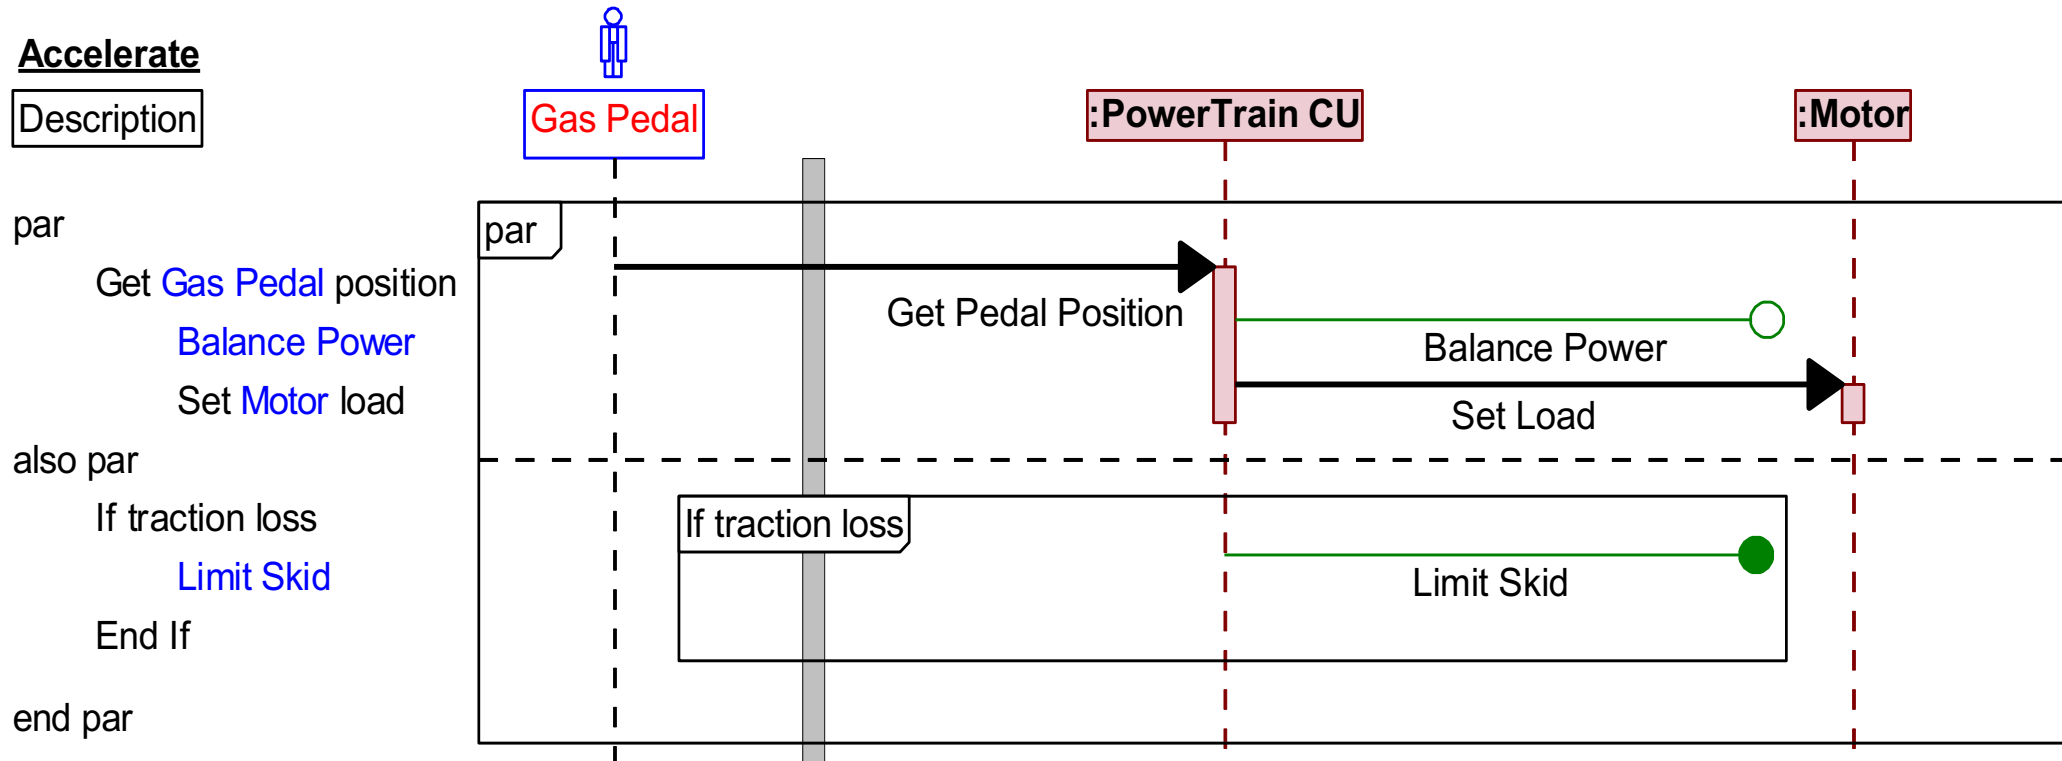 Accelerate
Description
Gas Pedal
:PowerTrain CU
:Motor
par
Get Gas Pedal position
Balance Power
Set Motor load
also par
If traction loss
Limit Skid
End If
end par
par
Get Pedal Position
Balance Power
Set Load
If traction loss
Limit Skid